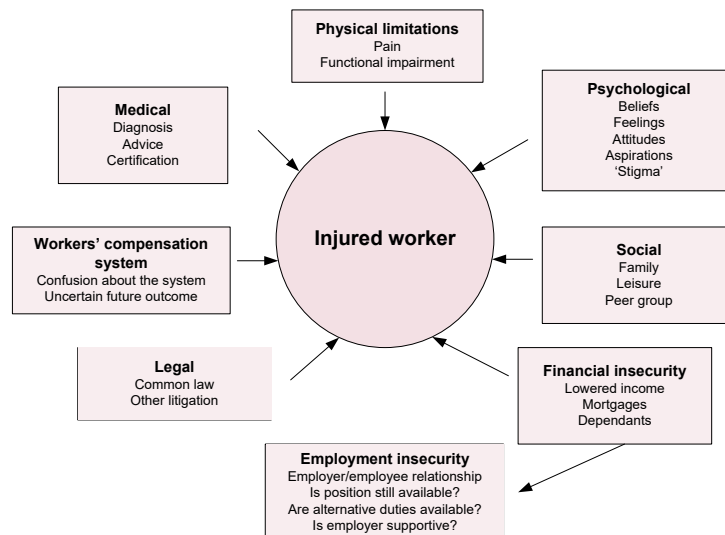 Physical limitations
Pain
Functional impairment
Medical
Diagnosis
Advice
Certification
Psychological
Beliefs
Feelings
Attitudes
Aspirations
‘Stigma’
Injured worker
Workers’ compensation
system
Confusion about the system
Uncertain future outcome
Social
Family
Leisure
Peer group
Legal
Common law
Other litigation
Financial insecurity
Lowered income
Mortgages
Dependants
Employment insecurity
Employer/employee relationship
Is position still available?
Are alternative duties available?
Is employer supportive?